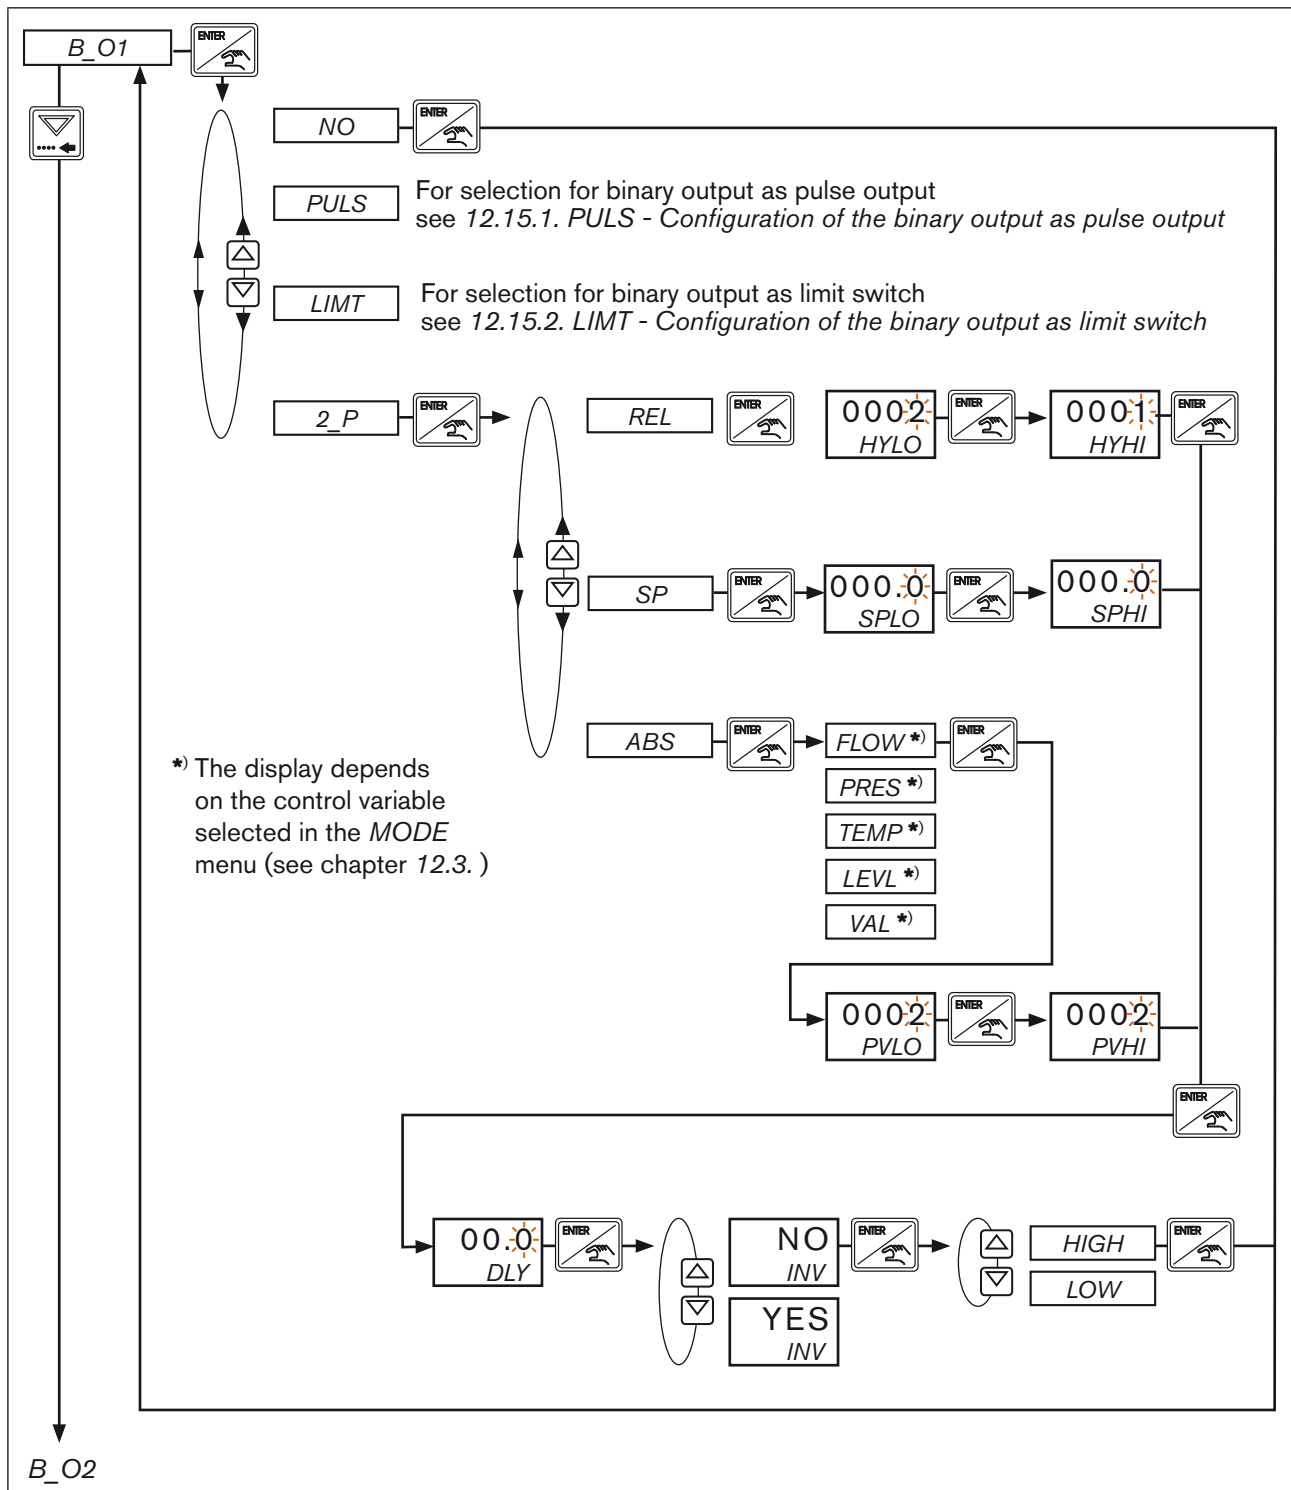 B_O1
ENTER
NO
ENTER
PULS
For selection for binary output as pulse output
see 12.15.1. PULS - Configuration of the binary output as pulse output
LIMT
For selection for binary output as limit switch
see 12.15.2. LIMT - Configuration of the binary output as limit switch
2_P
ENTER
REL
ENTER
0002
HYLO
ENTER
0001
HYHI
ENTER
SP
ENTER
000.0
SPLO
ENTER
000.0
SPHI
ABS
ENTER
FLOW *)
ENTER
PRES *)
TEMP *)
LEVL *)
VAL *)
*) The display depends
on the control variable
selected in the MODE
menu (see chapter 12.3. )
0002
PVLO
ENTER
0002
PVHI
ENTER
00.0
DLY
ENTER
NO
INV
ENTER
HIGH
ENTER
LOW
YES
INV
B_O2